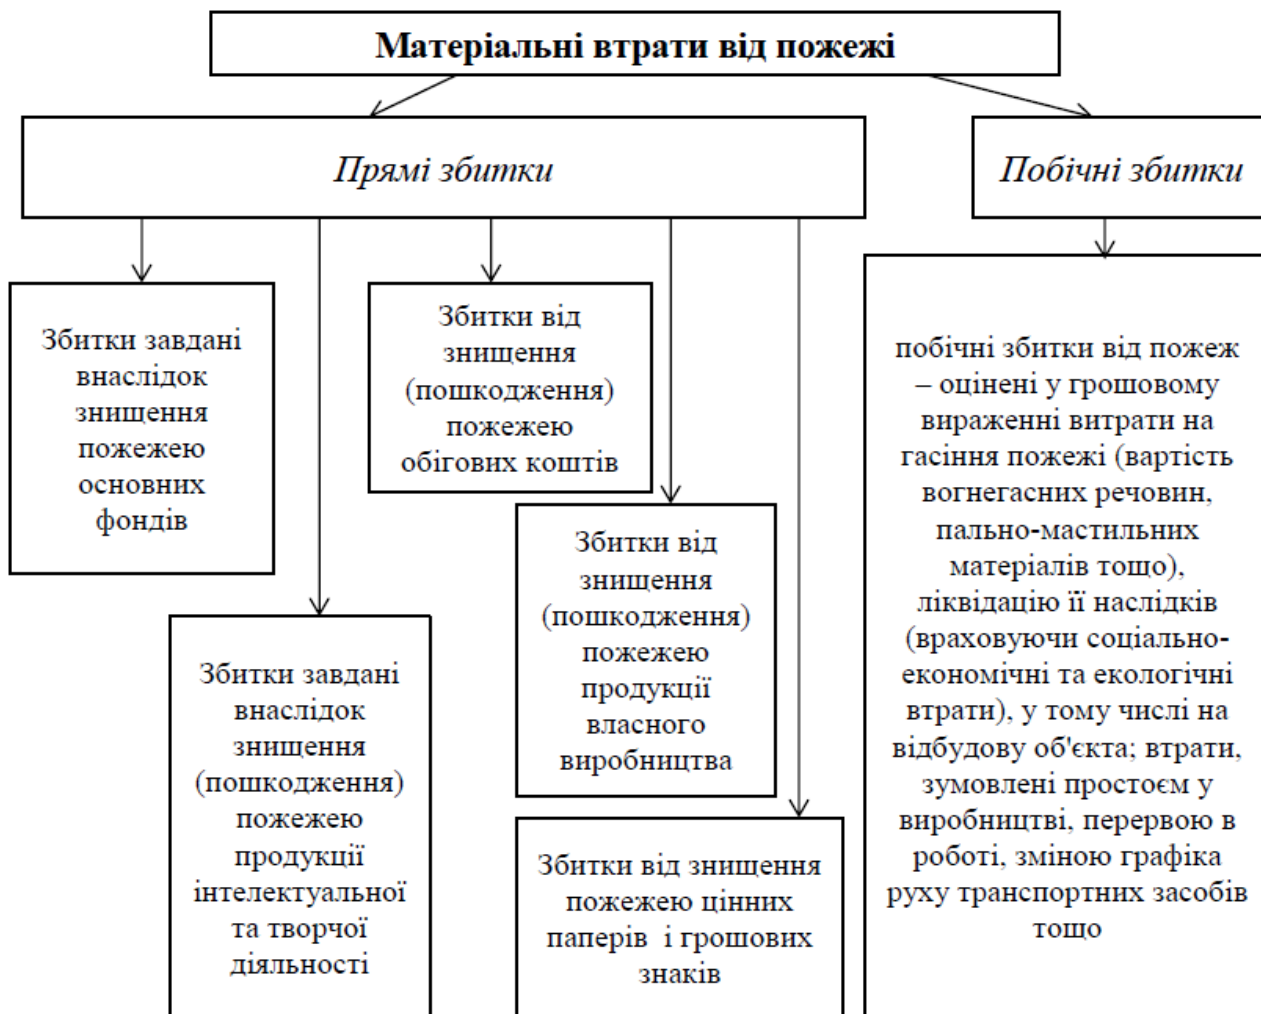 Матеріальні втрати від пожежі
Прямі збитки
Побічні збитки
Збитки завдані
внаслідок
знищення
пожежею
основних
фондів
Збитки завдані
внаслідок
знищення
(пошкодження)
пожежею
продукції
інтелектуальної
та творчої
діяльності
Збитки від
знищення
(пошкодження)
пожежею
обігових коштів
Збитки від
знищення
(пошкодження)
пожежею
продукції
власного
виробництва
Збитки від знищення
пожежею цінних
паперів і грошових
знаків
побічні збитки від пожеж
– оцінені у грошовому
вираженні витрати на
гасіння пожежі (вартість
вогнегасних речовин,
пально-мастильних
матеріалів тощо),
ліквідацію її наслідків
(враховуючи соціально-
економічні та екологічні
втрати), у тому числі на
відбудову об'єкта; втрати,
зумовлені простоєм у
виробництві, перервою в
роботі, зміною графіка
руху транспортних засобів
тощо